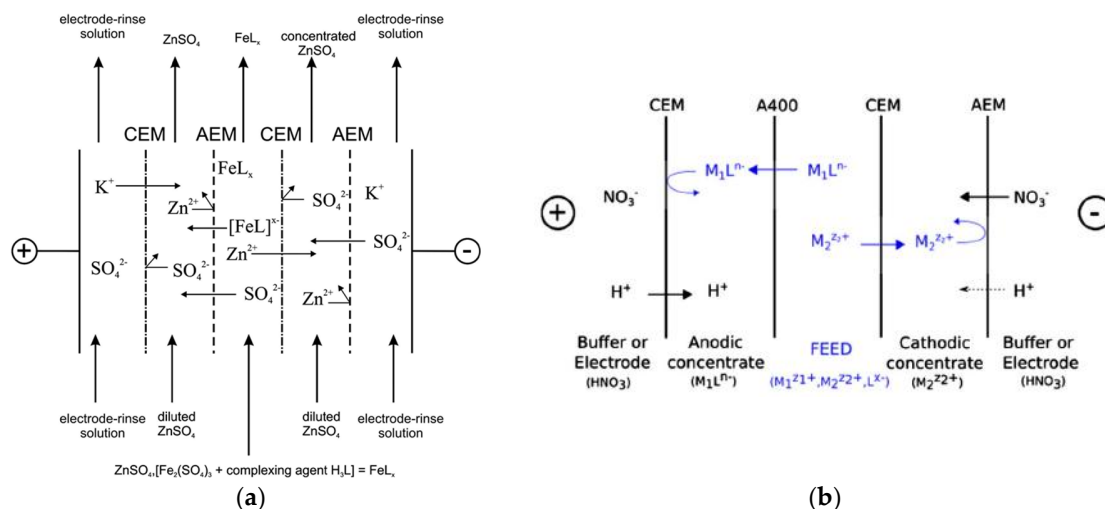 electrode-rinse
solution
ZnSO₄
FeLₓ
concentrated
ZnSO₄
electrode-rinse
solution
CEM
AEM
CEM
AEM
FeLₓ
K⁺
Zn²⁺
SO₄²⁻
K⁺
[FeL]ˣ⁻
+
SO₄²⁻
SO₄²⁻
Zn²⁺
SO₄²⁻
-
SO₄²⁻
Zn²⁺
electrode-rinse
solution
diluted
ZnSO₄
diluted
ZnSO₄
electrode-rinse
solution
ZnSO₄,[Fe₂(SO₄)₃ + complexing agent H₃L] = FeLₓ
(a)
CEM
A400
CEM
AEM
M₁Lⁿ⁻
M₁Lⁿ⁻
+
NO₃⁻
NO₃⁻
-
M₂ᶻ²⁺
M₂ᶻ²⁺
H⁺
H⁺
H⁺
Buffer or
Electrode
(HNO₃)
Anodic
concentrate
(M₁Lⁿ⁻)
FEED
(M₁ᶻ¹⁺,M₂ᶻ²⁺,Lˣ⁻)
Cathodic
concentrate
(M₂ᶻ²⁺)
Buffer or
Electrode
(HNO₃)
(b)